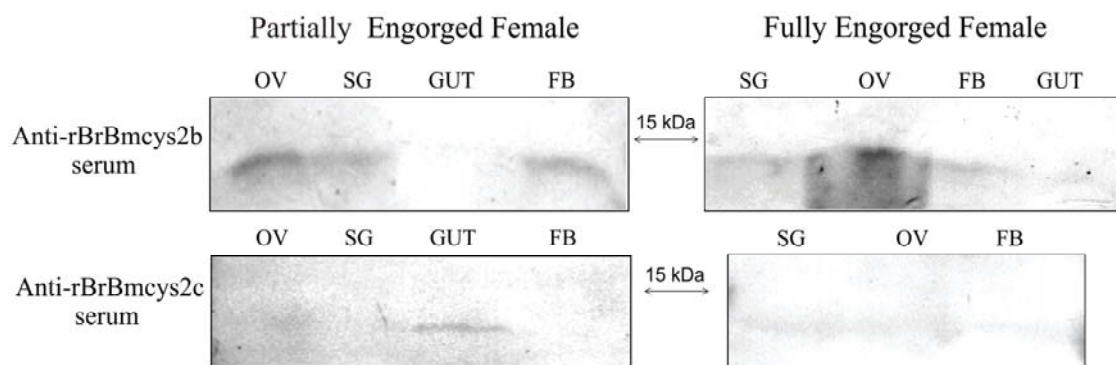 Partially Engorged Female
Fully Engorged Female
OV SG GUT FB
SG OV FB GUT
Anti-rBrBmcys2b
serum
15 kDa
OV SG GUT FB
SG OV FB
Anti-rBrBmcys2c
serum
15 kDa